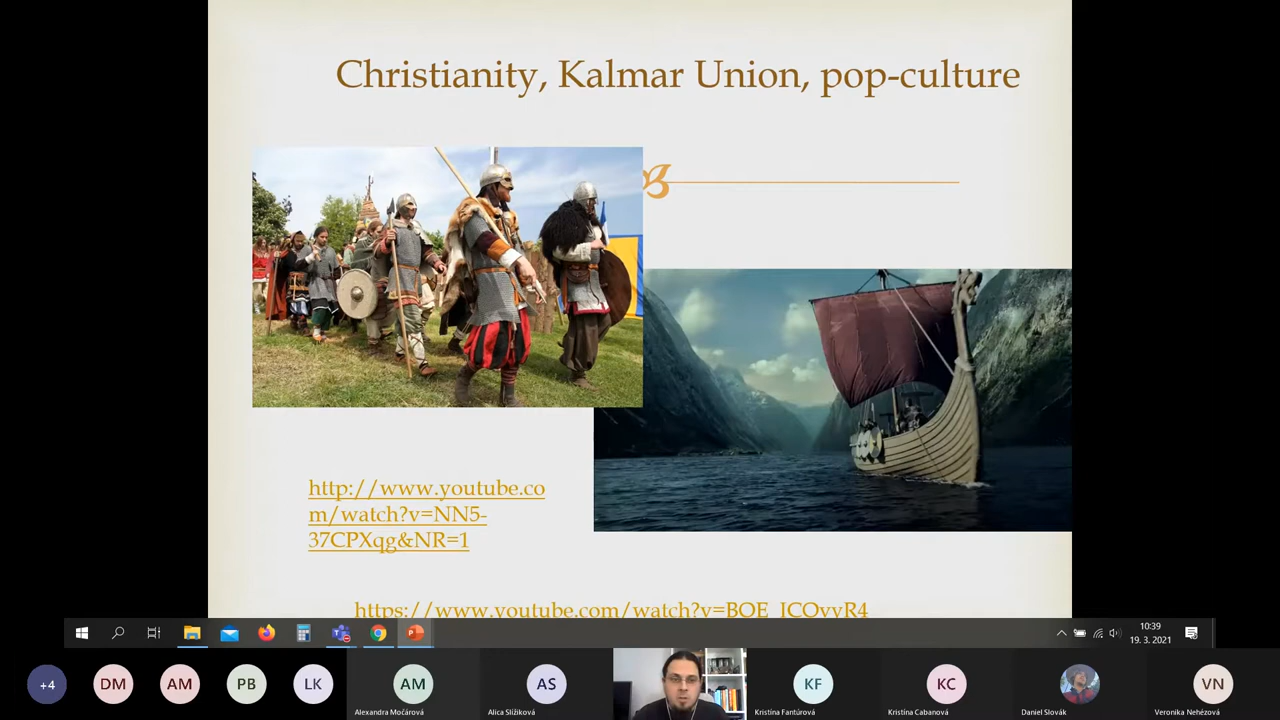 Christianity, Kalmar Union, pop-culture
http://www.youtube.co
m/watch?v=NN5-
37CPXqg&NR=1
https://www.youtube.com/watch?v=BOE_ICOvyR4
10:39
19. 3. 2021
+4
DM
AM
PB
LK
AM
AS
KF
KC
VN
Alexandra Močárová
Alica Slížiková
Kristína Fantúrová
Kristína Cabanová
Daniel Slovák
Veronika Nehézová